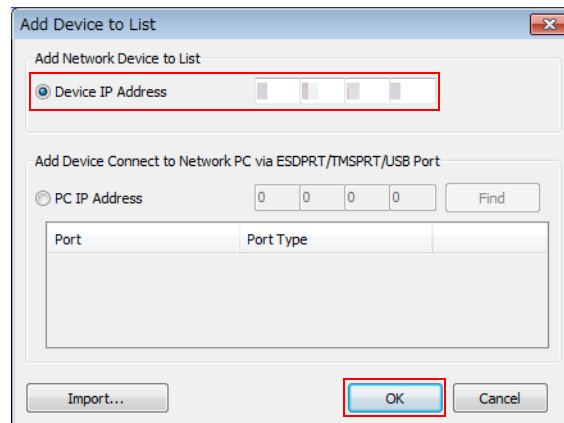 Add Device to List
Add Network Device to List
Device IP Address
Add Device Connect to Network PC via ESDPRT/TMSPRT/USB Port
PC IP Address 0 0 0 0 Find
Port Port Type
Import... OK Cancel